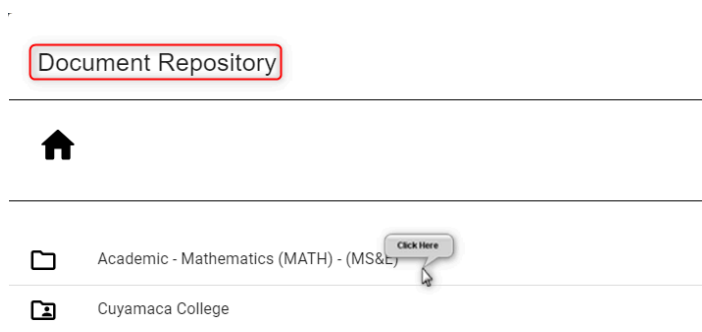 Document Repository
Click Here
Academic - Mathematics (MATH) - (MS&E)
Cuyamaca College